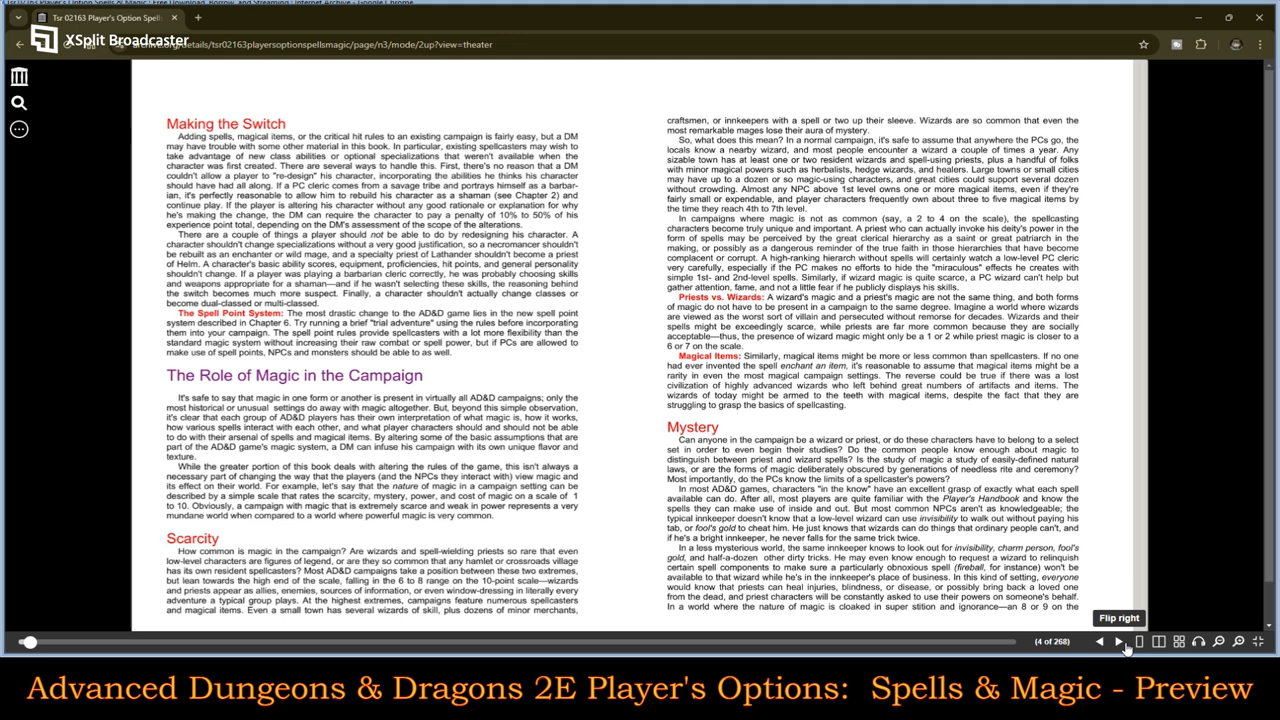 Tsr 02163 Player's Option Spell
XSplit Broadcaster
archive.org/details/tsr02163playersoptionspellsmagic/page/n3/mode/2up?view=theater
Making the Switch
Adding spells, magical items, or the critical hit rules to an existing campaign is fairly easy, but a DM
may have trouble with some other material in this book. In particular, existing spellcasters may wish to
take advantage of new class abilities or optional specializations that weren't available when the
character was first created. There are several ways to handle this. First, there's no reason that a DM
couldn't allow a player to "re-design" his character, incorporating the abilities he thinks his character
should have had all along. If a PC cleric comes from a savage tribe and portrays himself as a barbar-
ian, it's perfectly reasonable to allow him to rebuild his character as a shaman (see Chapter 2) and
continue play. If the player is altering his character without any good rationale or explanation for why
he's making the change, the DM can require the character to pay a penalty of 10% to 50% of his
experience point total, depending on the DM's assessment of the scope of the alterations.
There are a couple of things a player should not be able to do by redesigning his character. A
character shouldn't change specializations without a very good justification, so a necromancer shouldn't
be rebuilt as an enchanter or wild mage, and a specialty priest of Lathander shouldn't become a priest
of Helm. A character's basic ability scores, equipment, proficiencies, hit points, and general personality
shouldn't change. If a player was playing a barbarian cleric correctly, he was probably choosing skills
and weapons appropriate for a shaman—and if he wasn't selecting these skills, the reasoning behind
the switch becomes much more suspect. Finally, a character shouldn't actually change classes or
become dual-classed or multi-classed.
The Spell Point System: The most drastic change to the AD&D game lies in the new spell point
system described in Chapter 6. Try running a brief "trial adventure" using the rules before incorporating
them into your campaign. The spell point rules provide spellcasters with a lot more flexibility than the
standard magic system without increasing their raw combat or spell power, but if PCs are allowed to
make use of spell points, NPCs and monsters should be able to as well.
The Role of Magic in the Campaign
It's safe to say that magic in one form or another is present in virtually all AD&D campaigns; only the
most historical or unusual settings do away with magic altogether. But, beyond this simple observation,
it's clear that each group of AD&D players has their own interpretation of what magic is, how it works,
how various spells interact with each other, and what player characters should and should not be able
to do with their arsenal of spells and magical items. By altering some of the basic assumptions that are
part of the AD&D game's magic system, a DM can infuse his campaign with its own unique flavor and
texture.
While the greater portion of this book deals with altering the rules of the game, this isn't always a
necessary part of changing the way that the players (and the NPCs they interact with) view magic and
its effect on their world. For example, let's say that the nature of magic in a campaign setting can be
described by a simple scale that rates the scarcity, mystery, power, and cost of magic on a scale of 1
to 10. Obviously, a campaign with magic that is extremely scarce and weak in power represents a very
mundane world when compared to a world where powerful magic is very common.
Scarcity
How common is magic in the campaign? Are wizards and spell-wielding priests so rare that even
low-level characters are figures of legend, or are they so common that any hamlet or crossroads village
has its own resident spellcasters? Most AD&D campaigns take a position between these two extremes,
but lean towards the high end of the scale, falling in the 6 to 8 range on the 10-point scale—wizards
and priests appear as allies, enemies, sources of information, or even window-dressing in literally every
adventure a typical group plays. At the highest extremes, campaigns feature numerous spellcasters
and magical items. Even a small town has several wizards of skill, plus dozens of minor merchants,
craftsmen, or innkeepers with a spell or two up their sleeve. Wizards are so common that even the
most remarkable mages lose their aura of mystery.
So, what does this mean? In a normal campaign, it's safe to assume that anywhere the PCs go, the
locals know a nearby wizard, and most people encounter a wizard a couple of times a year. Any
sizable town has at least one or two resident wizards and spell-using priests, plus a handful of folks
with minor magical powers such as herbalists, hedge wizards, and healers. Large towns or small cities
may have up to a dozen or so magic-using characters, and great cities could support several dozen
without crowding. Almost any NPC above 1st level owns one or more magical items, even if they're
fairly small or expendable, and player characters frequently own about three to five magical items by
the time they reach 4th to 7th level.
In campaigns where magic is not as common (say, a 2 to 4 on the scale), the spellcasting
characters become truly unique and important. A priest who can actually invoke his deity's power in the
form of spells may be perceived by the great clerical hierarchy as a saint or great patriarch in the
making, or possibly as a dangerous reminder of the true faith in those hierarchies that have become
complacent or corrupt. A high-ranking hierarch without spells will certainly watch a low-level PC cleric
very carefully, especially if the PC makes no efforts to hide the "miraculous" effects he creates with
simple 1st- and 2nd-level spells. Similarly, if wizard magic is quite scarce, a PC wizard can't help but
gather attention, fame, and not a little fear if he publicly displays his skills.
Priests vs. Wizards: A wizard's magic and a priest's magic are not the same thing, and both forms
of magic do not have to be present in a campaign to the same degree. Imagine a world where wizards
are viewed as the worst sort of villain and persecuted without remorse for decades. Wizards and their
spells might be exceedingly scarce, while priests are far more common because they are socially
acceptable—thus, the presence of wizard magic might only be a 1 or 2 while priest magic is closer to a
6 or 7 on the scale.
Magical Items: Similarly, magical items might be more or less common than spellcasters. If no one
had ever invented the spell enchant an item, it's reasonable to assume that magical items might be a
rarity in even the most magical campaign settings. The reverse could be true if there was a lost
civilization of highly advanced wizards who left behind great numbers of artifacts and items. The
wizards of today might be armed to the teeth with magical items, despite the fact that they are
struggling to grasp the basics of spellcasting.
Mystery
Can anyone in the campaign be a wizard or priest, or do these characters have to belong to a select
set in order to even begin their studies? Do the common people know enough about magic to
distinguish between priest and wizard spells? Is the study of magic a study of easily-defined natural
laws, or are the forms of magic deliberately obscured by generations of needless rite and ceremony?
Most importantly, do the PCs know the limits of a spellcaster's powers?
In most AD&D games, characters "in the know" have an excellent grasp of exactly what each spell
available can do. After all, most players are quite familiar with the Player's Handbook and know the
spells they can make use of inside and out. But most common NPCs aren't as knowledgeable; the
typical innkeeper doesn't know that a low-level wizard can use invisibility to walk out without paying his
tab, or fool's gold to cheat him. He just knows that wizards can do things that ordinary people can't, and
if he's a bright innkeeper, he never falls for the same trick twice.
In a less mysterious world, the same innkeeper knows to look out for invisibility, charm person, fool's
gold, and half-a-dozen other dirty tricks. He may even know enough to request a wizard to relinquish
certain spell components to make sure a particularly obnoxious spell (fireball, for instance) won't be
available to that wizard while he's in the innkeeper's place of business. In this kind of setting, everyone
would know that priests can heal injuries, blindness, or disease, or possibly bring back a loved one
from the dead, and priest characters will be constantly asked to use their powers on someone's behalf.
In a world where the nature of magic is cloaked in super stition and ignorance—an 8 or 9 on the
Flip right
(4 of 268)
Advanced Dungeons & Dragons 2E Player's Options: Spells & Magic - Preview